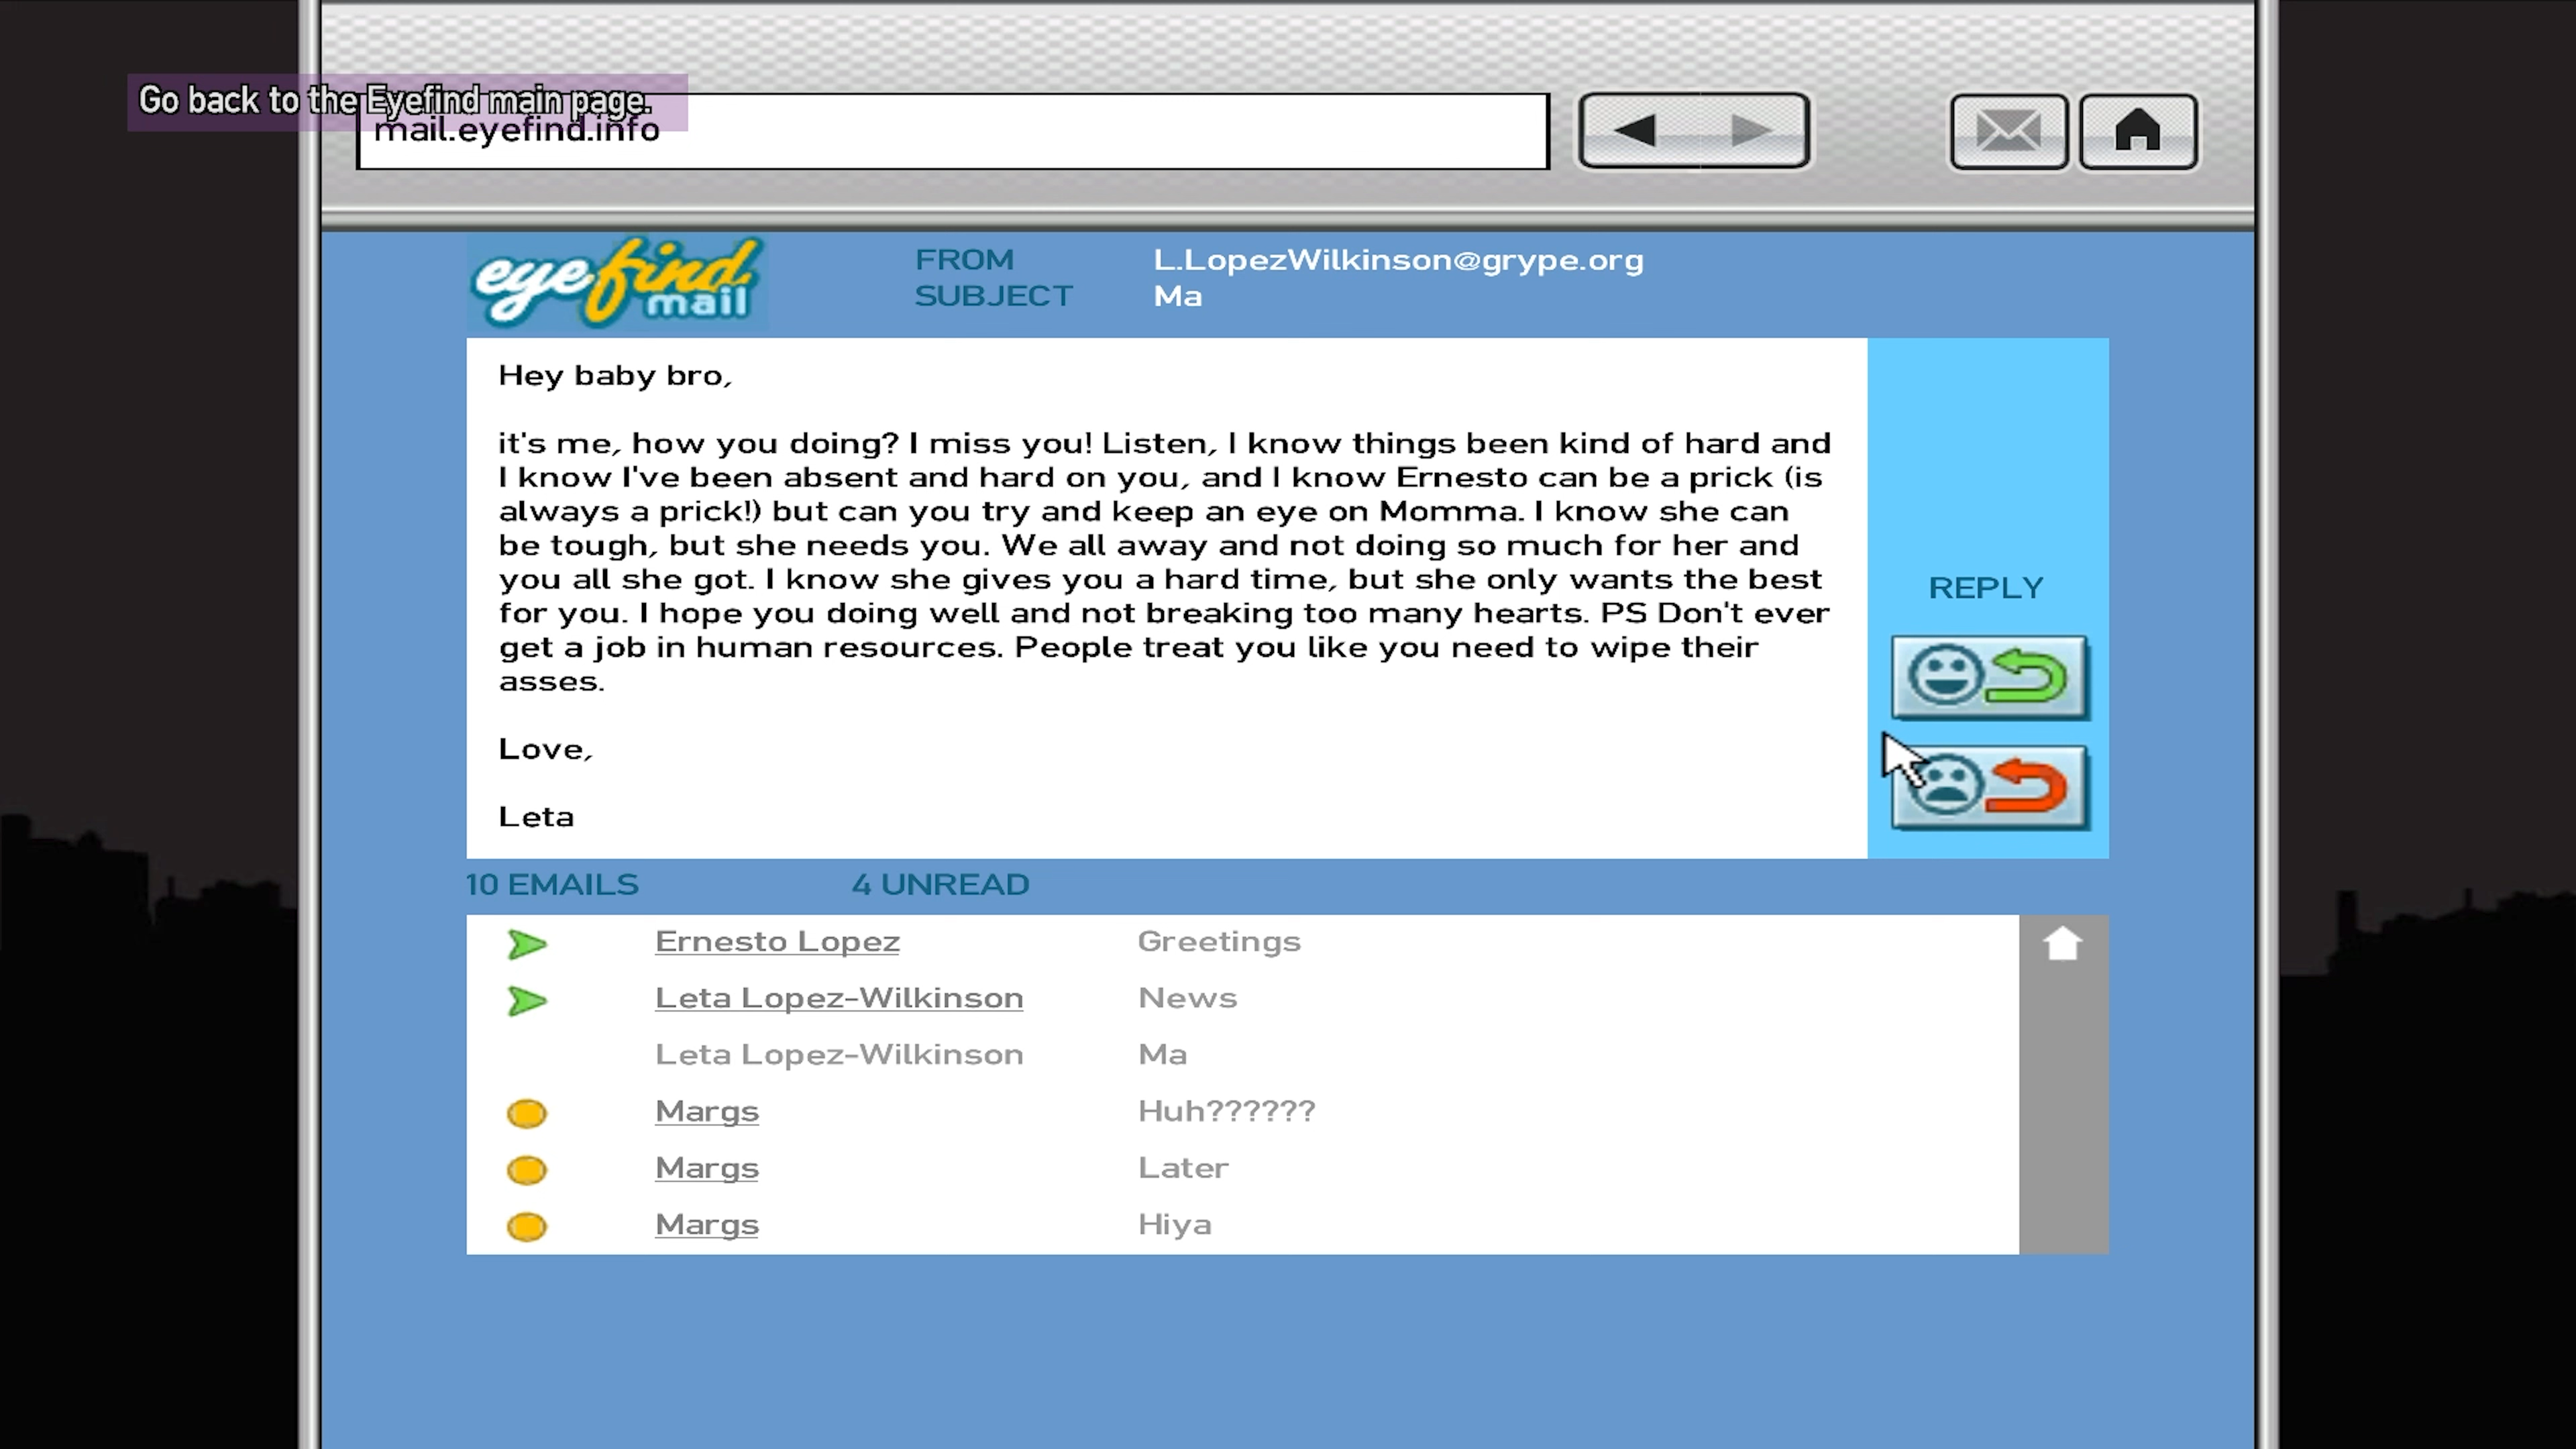 Go back to the Eyefind main page.
mail.eyefind.info
eyefind mail
FROM L.LopezWilkinson@grype.org
SUBJECT Ma
Hey baby bro,
it's me, how you doing? I miss you! Listen, I know things been kind of hard and
I know I've been absent and hard on you, and I know Ernesto can be a prick (is
always a prick!) but can you try and keep an eye on Momma. I know she can
be tough, but she needs you. We all away and not doing so much for her and
you all she got. I know she gives you a hard time, but she only wants the best
for you. I hope you doing well and not breaking too many hearts. PS Don't ever
get a job in human resources. People treat you like you need to wipe their
asses.
Love,
Leta
REPLY
10 EMAILS 4 UNREAD
Ernesto Lopez Greetings
Leta Lopez-Wilkinson News
Leta Lopez-Wilkinson Ma
Margs Huh??????
Margs Later
Margs Hiya